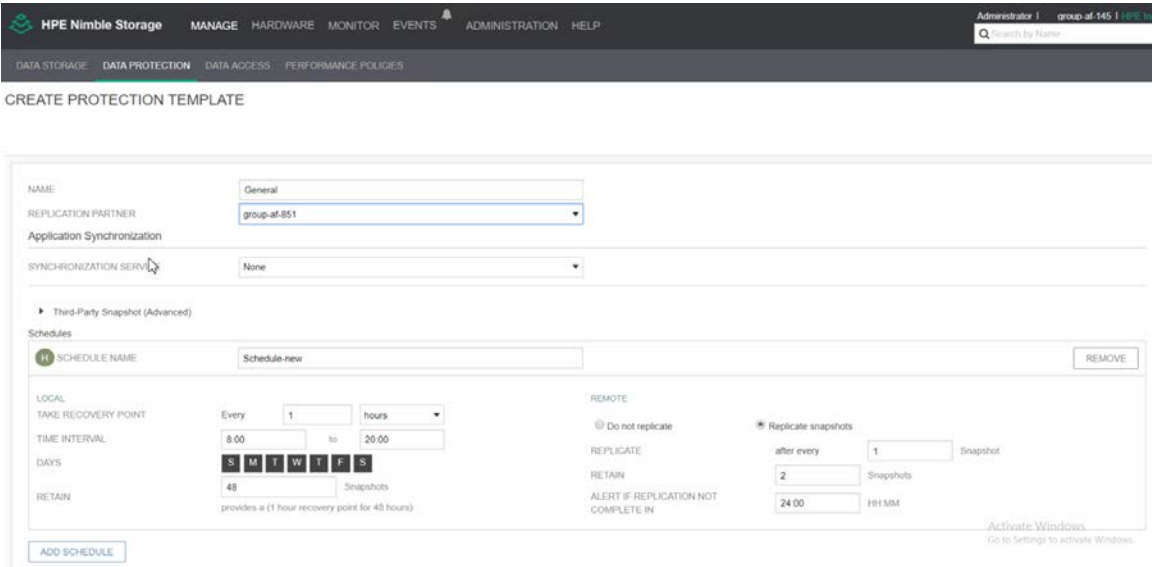 HPE Nimble Storage MANAGE HARDWARE MONITOR EVENTS ADMINISTRATION HELP Administrator | group-af-145 | HPE
Search by Name
DATA STORAGE DATA PROTECTION DATA ACCESS PERFORMANCE POLICIES
CREATE PROTECTION TEMPLATE
NAME General
REPLICATION PARTNER group-af-851
Application Synchronization
SYNCHRONIZATION None
Third-Party Snapshot (Advanced)
Schedules
H SCHEDULE NAME Schedule-new REMOVE
LOCAL REMOTE
TAKE RECOVERY POINT Every 1 hours
Do not replicate Replicate snapshots
TIME INTERVAL 8:00 to 20:00
REPLICATE after every 1 Snapshot
DAYS S M T W T F S
RETAIN 2 Snapshots
RETAIN 48 Snapshots
provides a (1 hour recovery point for 48 hours)
ALERT IF REPLICATION NOT COMPLETE IN 24:00 HH:MM
Activate Windows
Go to Settings to activate Windows.
ADD SCHEDULE